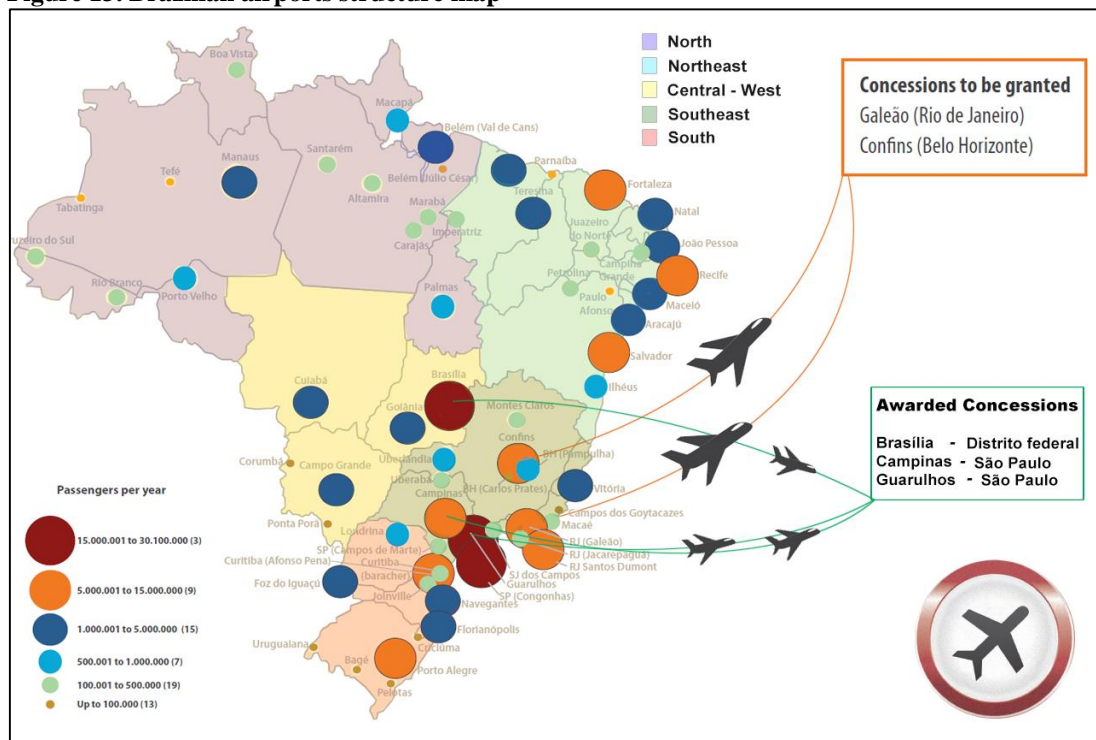 Figure 15: Brazilian airports structure map
North
Northeast
Central - West
Southeast
South
Concessions to be granted
Galeão (Rio de Janeiro)
Confins (Belo Horizonte)
Boa Vista
Macapá
Belém (Val de Cans)
Santarém
Parnaíba
Manaus
Tefé
Belém (Júlio César)
Fortaleza
Tabatinga
Altamira
Teresina
Marabá
Natal
Imperatriz
Juazeiro
do Norte
João Pessoa
Carajás
Campina
Grande
ruzeiro do Sul
Petrolina
Recife
Rio Branco
Porto Velho
Palmas
Paulo
Afonso
Maceló
Aracajú
Salvador
Brasília
Cuiabá
Ilhéus
Goiânia
Montes Claros
Confins
Corumbá
Campo Grande
Uberlândia
BH (Pampulha)
Uberaba
Campinas
BH (Carlos Prates)
Vitória
Ponta Porã
Campos dos Goytacazes
Macaé
Londrina
RJ (Galeão)
SP (Campos de Marte)
RJ (Jacarepaguá)
Curitiba (Afonso Pena)
Curitiba
(baracher)
SJ dos Campos
RJ Santos Dumont
Foz do Iguaçú
Guarulhos
Joinville
SP (Congonhas)
Navegantes
Florianópolis
Uruguaiana
Criciúma
Bagé
Porto Alegre
Pelotas
Awarded Concessions
Brasília - Distrito federal
Campinas - São Paulo
Guarulhos - São Paulo
Passengers per year
15.000.001 to 30.100.000 (3)
5.000.001 to 15.000.000 (9)
1.000.001 to 5.000.000 (15)
500.001 to 1.000.000 (7)
100.001 to 500.000 (19)
Up to 100.000 (13)